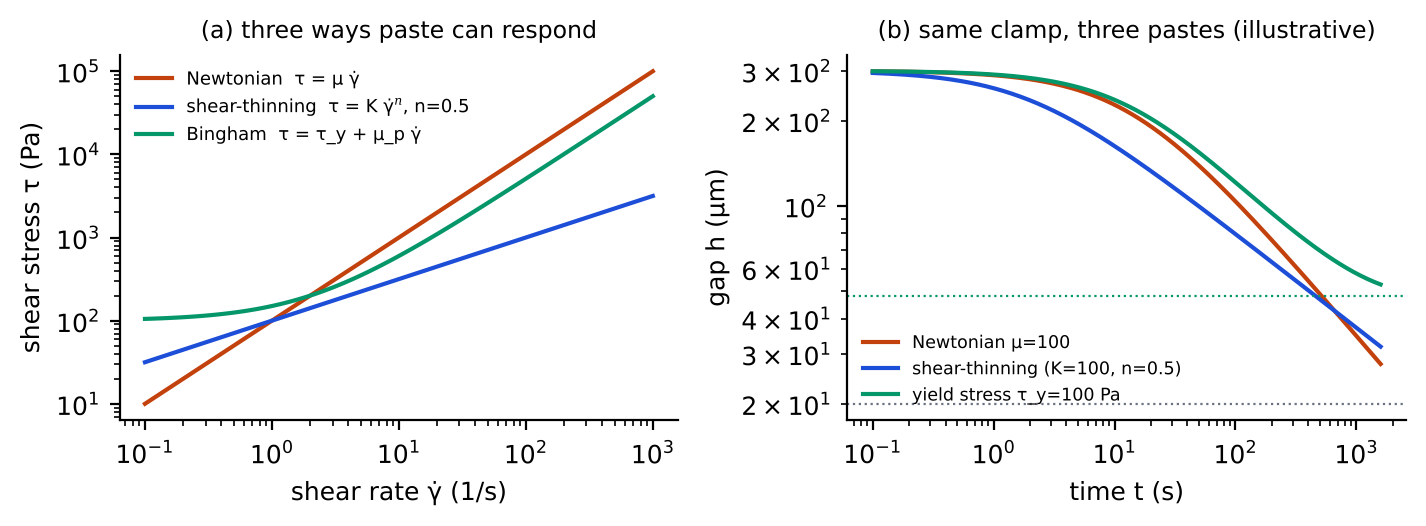 (a) three ways paste can respond
shear stress τ (Pa)
10⁵
10⁴
10³
10²
10¹
Newtonian τ = μ γ̇
shear-thinning τ = K γ̇ⁿ, n=0.5
Bingham τ = τ_y + μ_p γ̇
10⁻¹
10⁰
10¹
10²
10³
shear rate γ̇ (1/s)
(b) same clamp, three pastes (illustrative)
gap h (μm)
3 × 10²
2 × 10²
10²
6 × 10¹
4 × 10¹
3 × 10¹
2 × 10¹
Newtonian μ=100
shear-thinning (K=100, n=0.5)
yield stress τ_y=100 Pa
10⁻¹
10⁰
10¹
10²
10³
time t (s)